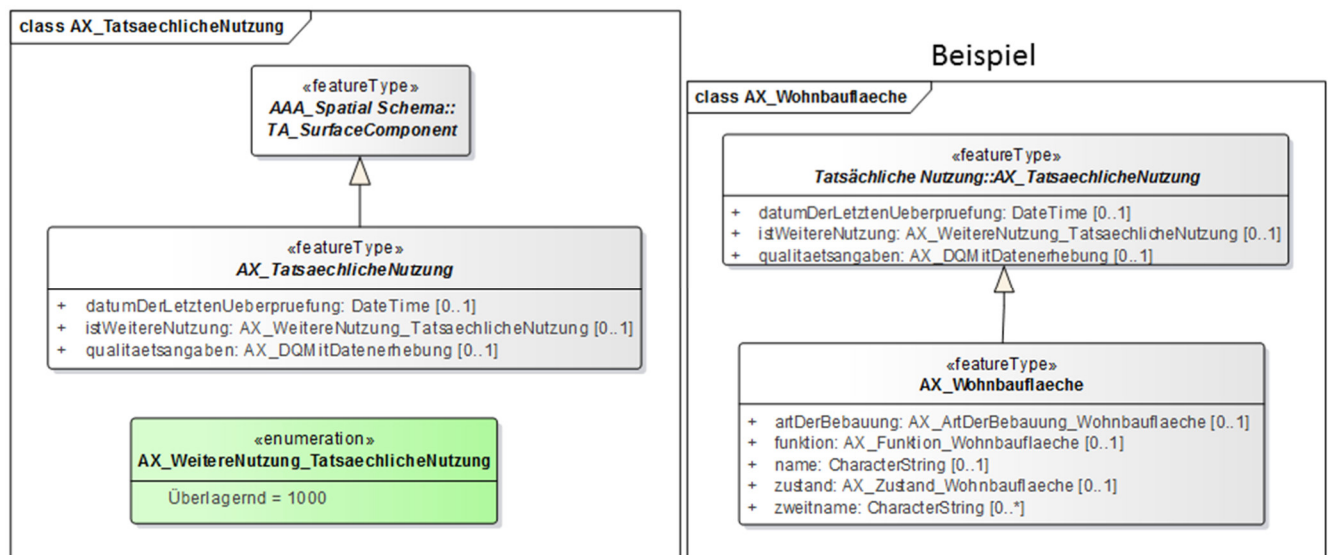 class AX_TatsaechlicheNutzung
«featureType»
AAA_Spatial Schema::
TA_SurfaceComponent
«featureType»
AX_TatsaechlicheNutzung
+ datumDerLetztenUeberpruefung: DateTime [0..1]
+ istWeitereNutzung: AX_WeitereNutzung_TatsaechlicheNutzung [0..1]
+ qualitaetsangaben: AX_DQMitDatenerhebung [0..1]
«enumeration»
AX_WeitereNutzung_TatsaechlicheNutzung
Überlagernd = 1000
Beispiel
class AX_Wohnbauflaeche
«featureType»
Tatsächliche Nutzung::AX_TatsaechlicheNutzung
+ datumDerLetztenUeberpruefung: DateTime [0..1]
+ istWeitereNutzung: AX_WeitereNutzung_TatsaechlicheNutzung [0..1]
+ qualitaetsangaben: AX_DQMitDatenerhebung [0..1]
«featureType»
AX_Wohnbauflaeche
+ artDerBebauung: AX_ArtDerBebauung_Wohnbauflaeche [0..1]
+ funktion: AX_Funktion_Wohnbauflaeche [0..1]
+ name: CharacterString [0..1]
+ zustand: AX_Zustand_Wohnbauflaeche [0..1]
+ zweitname: CharacterString [0..*]